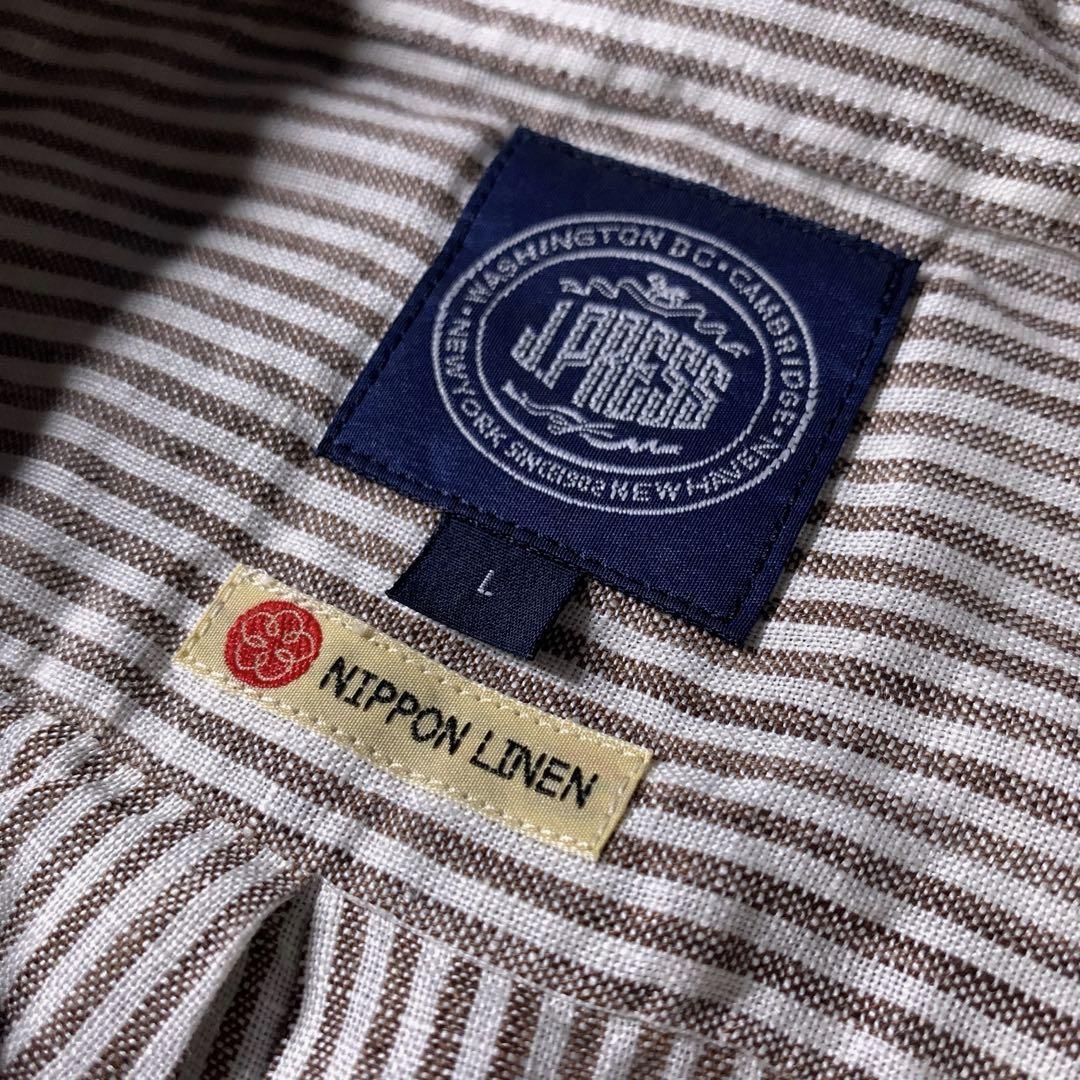 WASHINGTON DC • CAMBRIDGE • NEW HAVEN
NEW YORK SINCE1902
J.PRESS
L
NIPPON LINEN